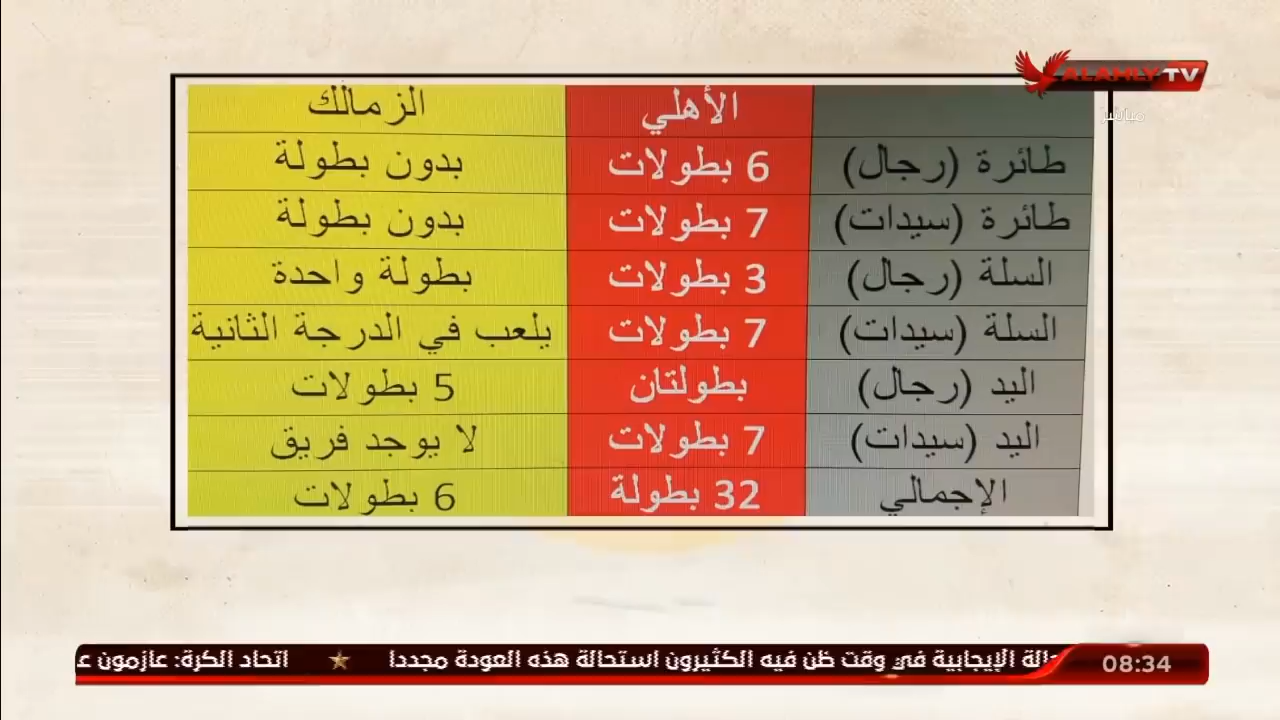 ALAHLY TV
مباشر
الأهلي الزمالك
طائرة (رجال) 6 بطولات بدون بطولة
طائرة (سيدات) 7 بطولات بدون بطولة
السلة (رجال) 3 بطولات بطولة واحدة
السلة (سيدات) 7 بطولات يلعب في الدرجة الثانية
اليد (رجال) بطولتان 5 بطولات
اليد (سيدات) 7 بطولات لا يوجد فريق
الإجمالي 32 بطولة 6 بطولات
08:34 الة الإيجابية في وقت ظن فيه الكثيرون استحالة هذه العودة مجددا اتحاد الكرة: عازمون ع